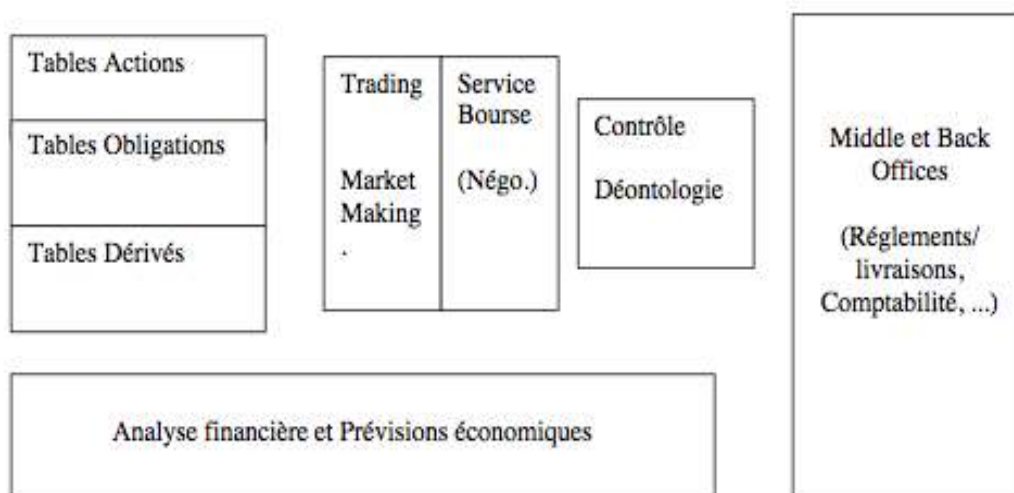 Tables Actions
Tables Obligations
Tables Dérivés
Trading
Market
Making
.
Service
Bourse
(Négo.)
Contrôle
Déontologie
Middle et Back
Offices
(Réglements/
livraisons,
Comptabilité, ...)
Analyse financière et Prévisions économiques